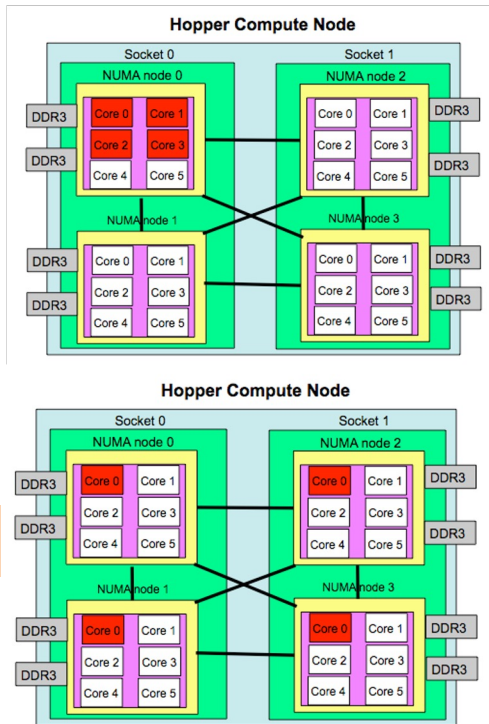 Hopper Compute Node
Socket 0 Socket 1
NUMA node 0 NUMA node 2
DDR3 Core 0 Core 1 Core 0 Core 1 DDR3
DDR3 Core 2 Core 3 Core 2 Core 3 DDR3
Core 4 Core 5 Core 4 Core 5
NUMA node 1 NUMA node 3
DDR3 Core 0 Core 1 Core 0 Core 1 DDR3
DDR3 Core 2 Core 3 Core 2 Core 3 DDR3
Core 4 Core 5 Core 4 Core 5
Hopper Compute Node
Socket 0 Socket 1
NUMA node 0 NUMA node 2
DDR3 Core 0 Core 1 Core 0 Core 1 DDR3
DDR3 Core 2 Core 3 Core 2 Core 3 DDR3
Core 4 Core 5 Core 4 Core 5
NUMA node 1 NUMA node 3
DDR3 Core 0 Core 1 Core 0 Core 1 DDR3
DDR3 Core 2 Core 3 Core 2 Core 3 DDR3
Core 4 Core 5 Core 4 Core 5